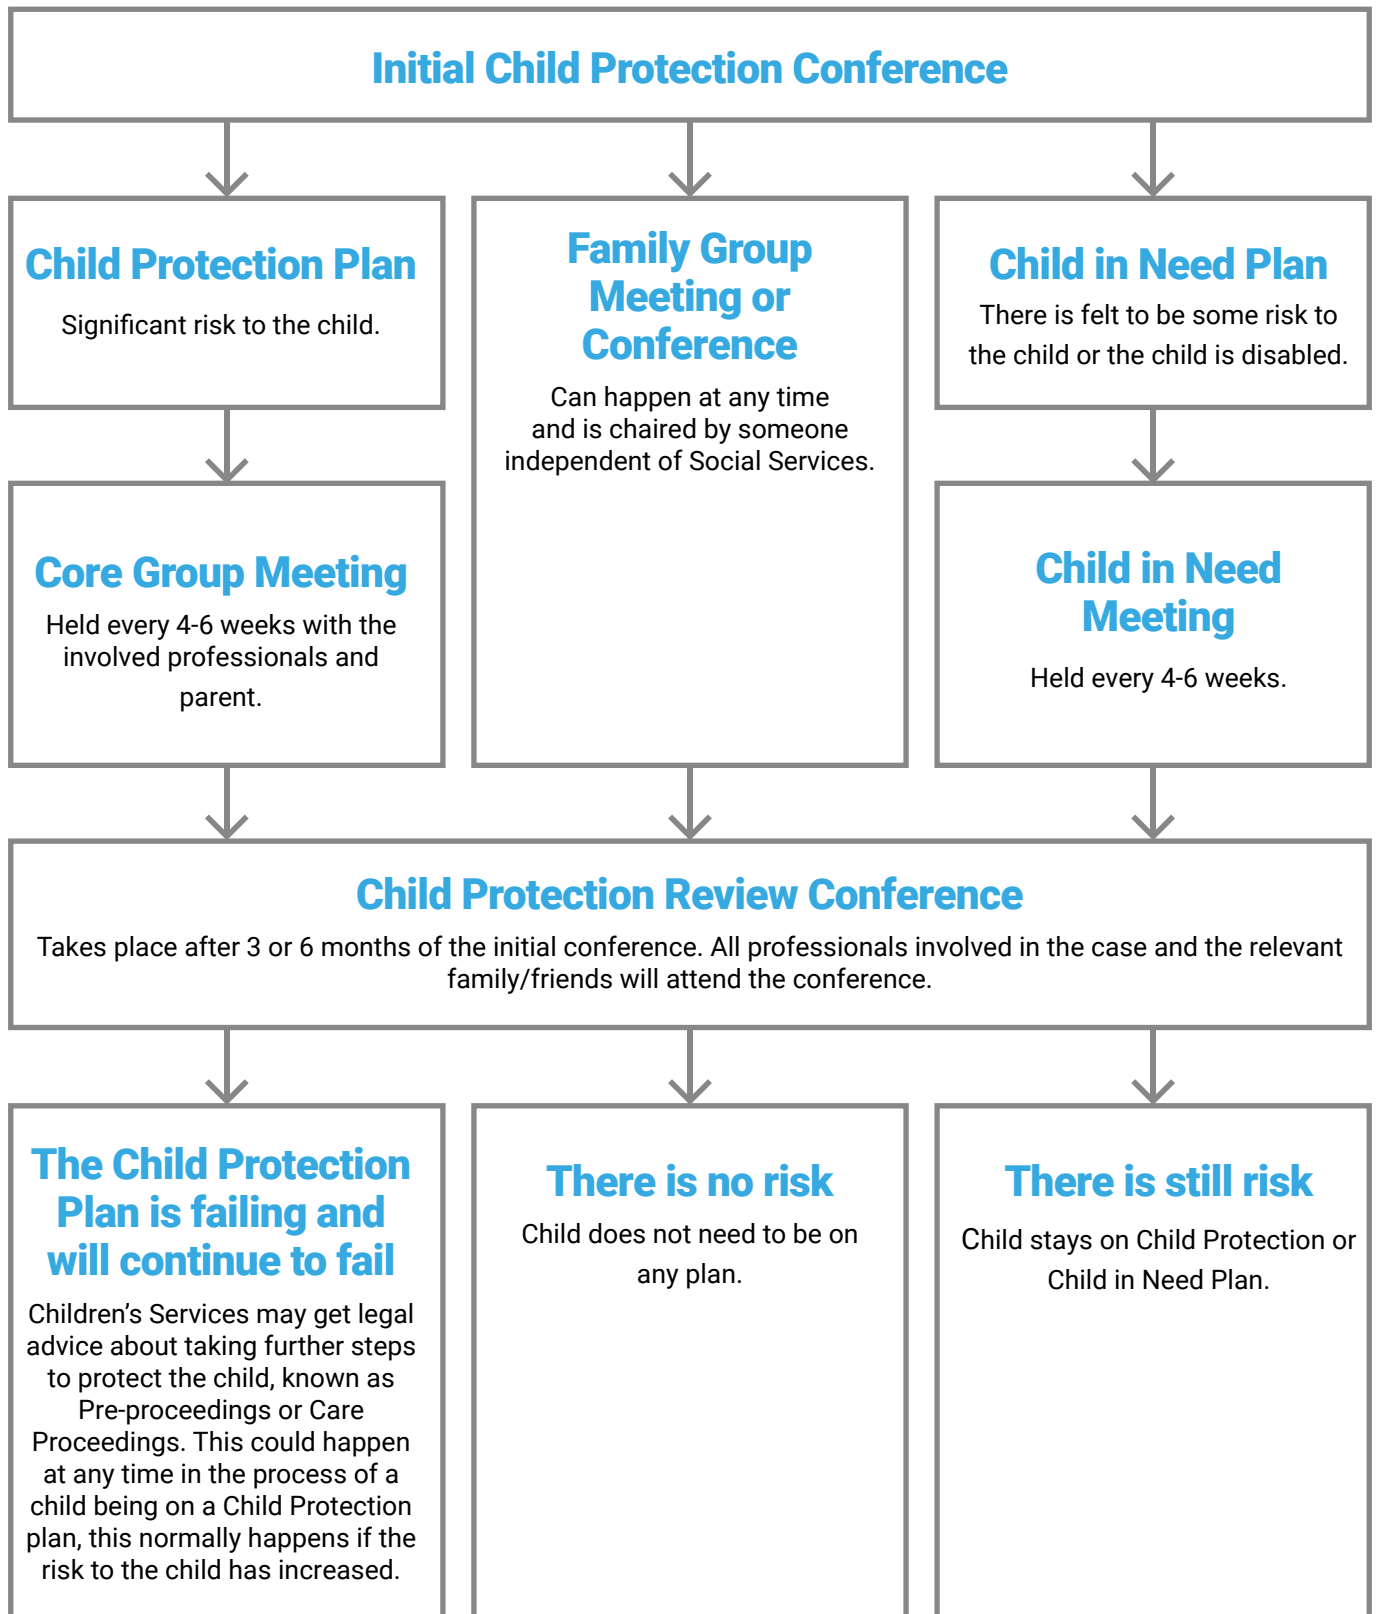 Initial Child Protection Conference
Child Protection Plan
Significant risk to the child.
Family Group
Meeting or
Conference
Can happen at any time
and is chaired by someone
independent of Social Services.
Child in Need Plan
There is felt to be some risk to
the child or the child is disabled.
Core Group Meeting
Held every 4-6 weeks with the
involved professionals and
parent.
Child in Need
Meeting
Held every 4-6 weeks.
Child Protection Review Conference
Takes place after 3 or 6 months of the initial conference. All professionals involved in the case and the relevant
family/friends will attend the conference.
The Child Protection
Plan is failing and
will continue to fail
Children’s Services may get legal
advice about taking further steps
to protect the child, known as
Pre-proceedings or Care
Proceedings. This could happen
at any time in the process of a
child being on a Child Protection
plan, this normally happens if the
risk to the child has increased.
There is no risk
Child does not need to be on
any plan.
There is still risk
Child stays on Child Protection or
Child in Need Plan.